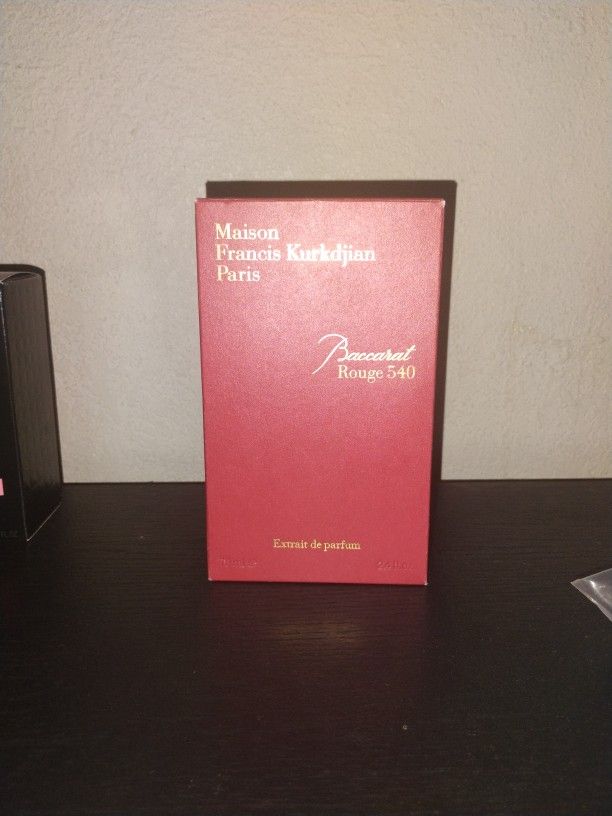 Maison
Francis Kurkdjian
Paris
Baccarat
Rouge 540
Extrait de parfum